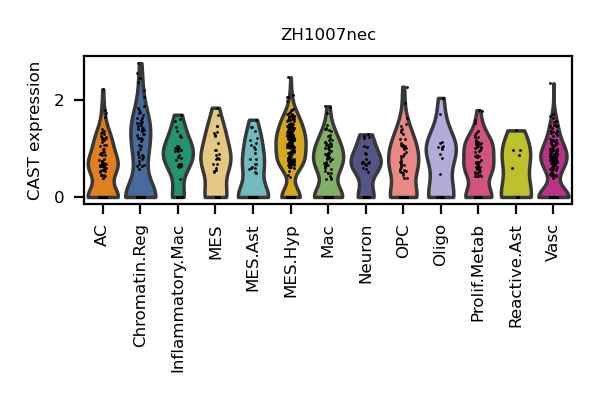 ZH1007nec
CAST expression
2
0
AC
Chromatin.Reg
Inflammatory.Mac
MES
MES.Ast
MES.Hyp
Mac
Neuron
OPC
Oligo
Prolif.Metab
Reactive.Ast
Vasc